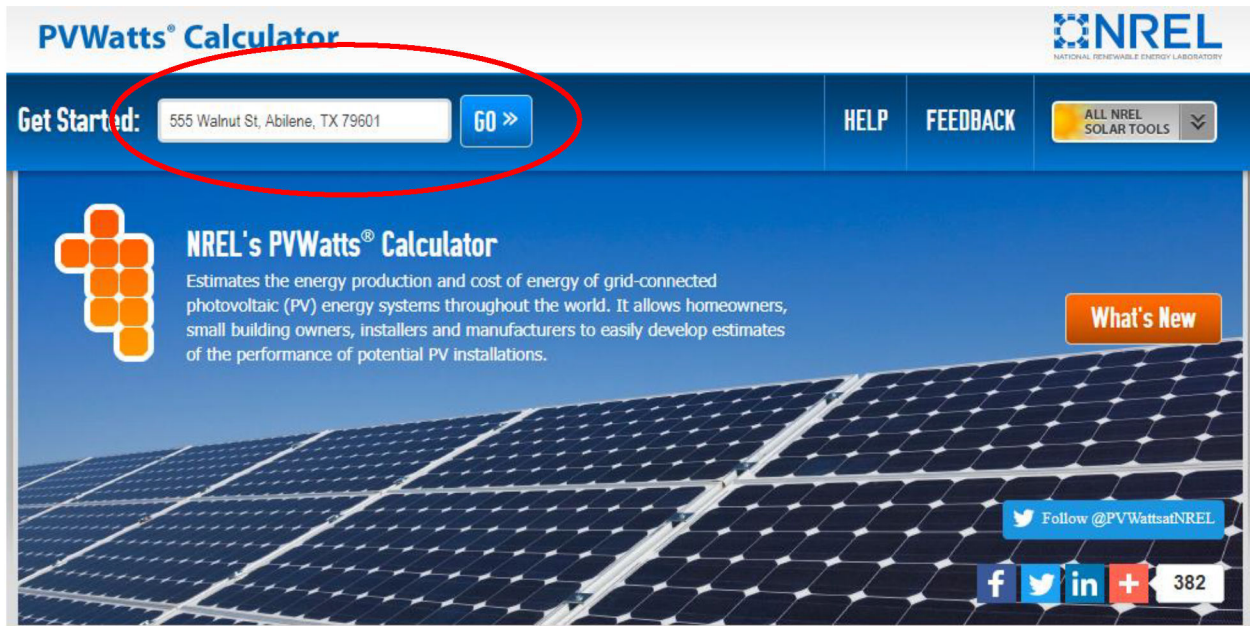 PVWatts® Calculator
NREL
NATIONAL RENEWABLE ENERGY LABORATORY
Get Started:
555 Walnut St, Abilene, TX 79601
GO »
HELP
FEEDBACK
ALL NREL
SOLAR TOOLS
NREL's PVWatts® Calculator
Estimates the energy production and cost of energy of grid-connected
photovoltaic (PV) energy systems throughout the world. It allows homeowners,
small building owners, installers and manufacturers to easily develop estimates
of the performance of potential PV installations.
What's New
Follow @PVWattsatNREL
f
in
+
382